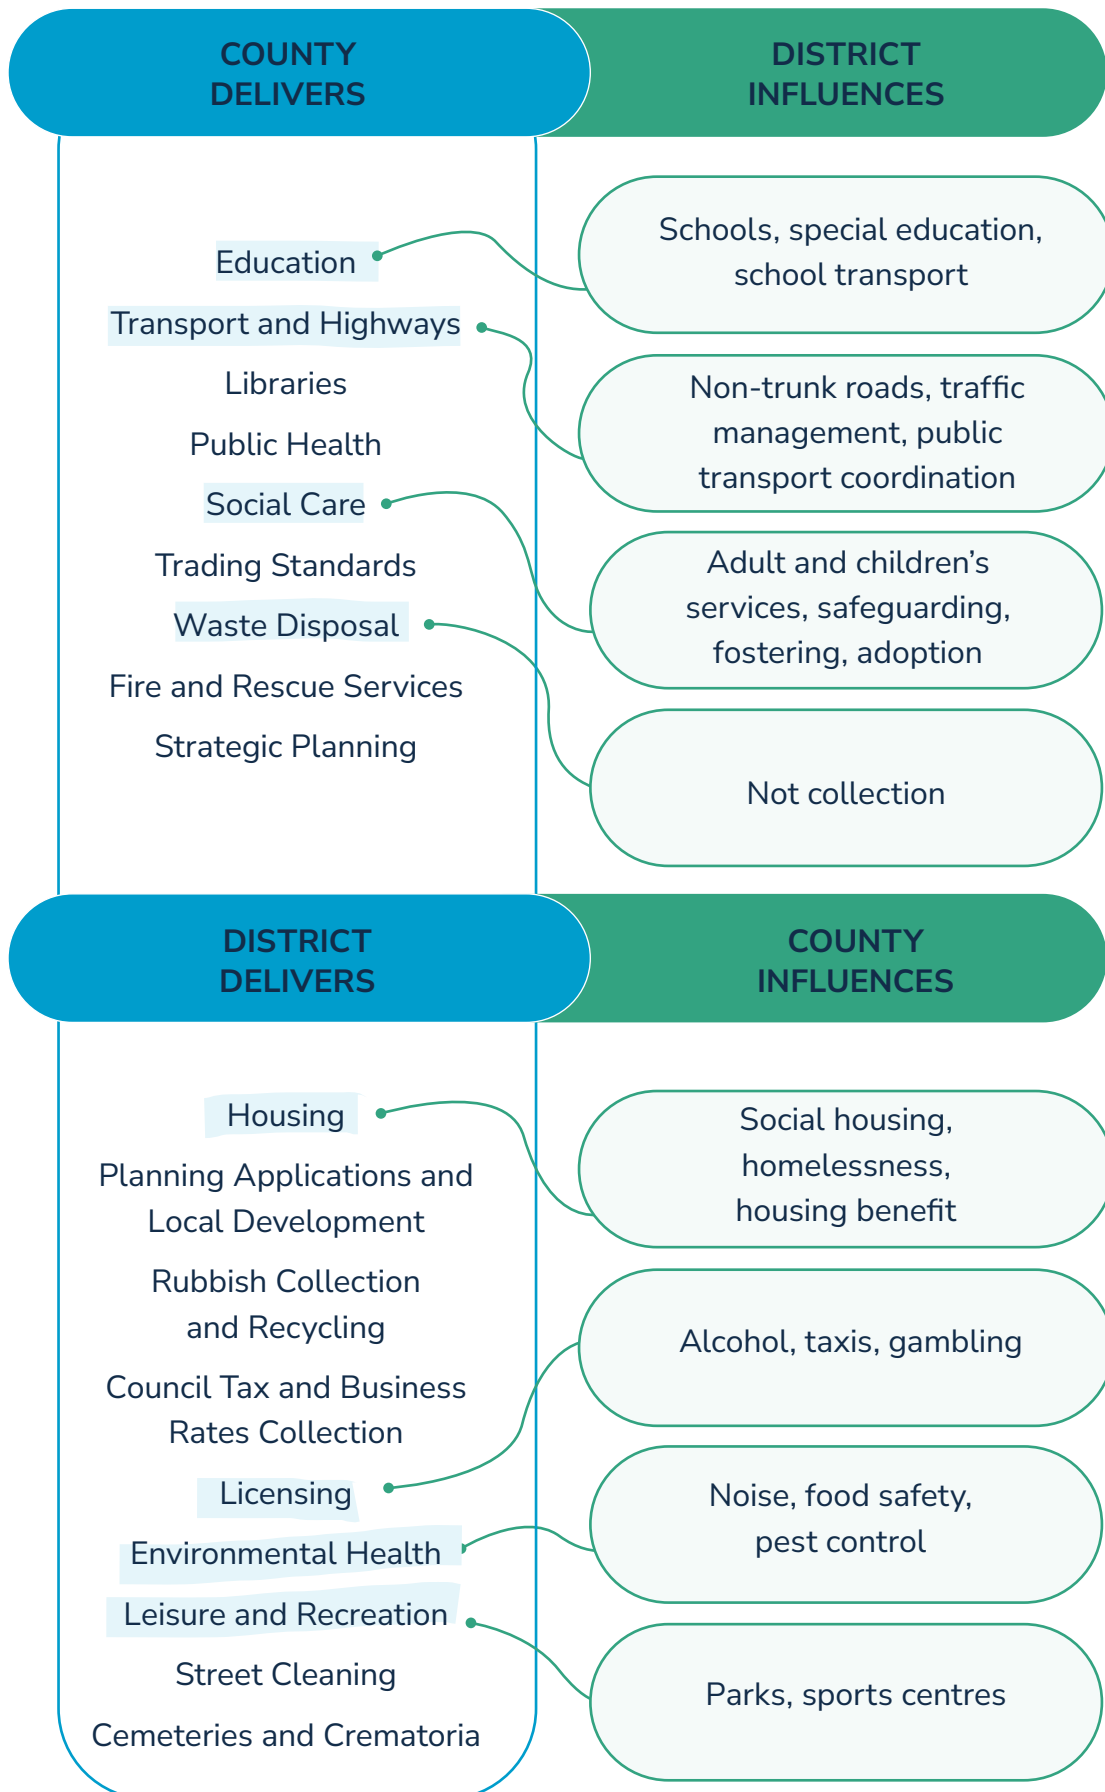 COUNTY
DELIVERS
DISTRICT
INFLUENCES
Education
Transport and Highways
Libraries
Public Health
Social Care
Trading Standards
Waste Disposal
Fire and Rescue Services
Strategic Planning
Schools, special education,
school transport
Non-trunk roads, traffic
management, public
transport coordination
Adult and children’s
services, safeguarding,
fostering, adoption
Not collection
DISTRICT
DELIVERS
COUNTY
INFLUENCES
Housing
Planning Applications and
Local Development
Rubbish Collection
and Recycling
Council Tax and Business
Rates Collection
Licensing
Environmental Health
Leisure and Recreation
Street Cleaning
Cemeteries and Crematoria
Social housing,
homelessness,
housing benefit
Alcohol, taxis, gambling
Noise, food safety,
pest control
Parks, sports centres